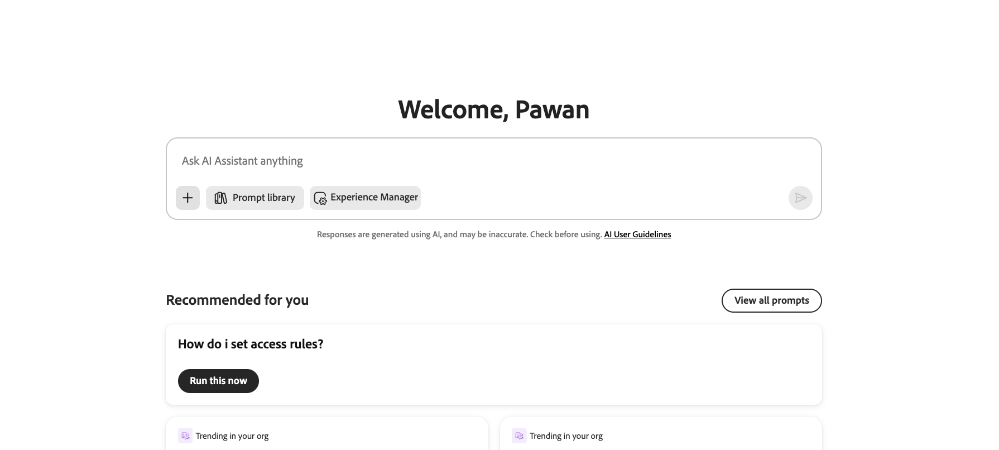 Welcome, Pawan
Ask AI Assistant anything
Prompt library
Experience Manager
Responses are generated using AI, and may be inaccurate. Check before using. AI User Guidelines
Recommended for you
View all prompts
How do i set access rules?
Run this now
Trending in your org
Trending in your org